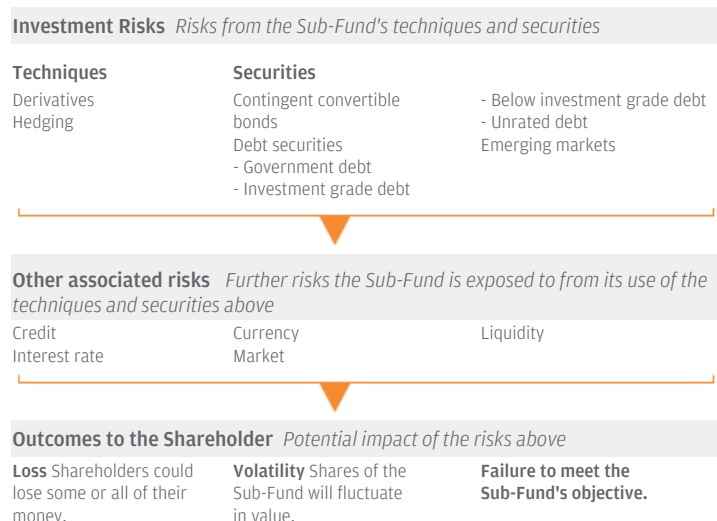 Investment Risks Risks from the Sub-Fund's techniques and securities
Techniques
Derivatives
Hedging
Securities
Contingent convertible
bonds
Debt securities
- Government debt
- Investment grade debt
- Below investment grade debt
- Unrated debt
Emerging markets
Other associated risks Further risks the Sub-Fund is exposed to from its use of the
techniques and securities above
Credit
Interest rate
Currency
Market
Liquidity
Outcomes to the Shareholder Potential impact of the risks above
Loss Shareholders could
lose some or all of their
money.
Volatility Shares of the
Sub-Fund will fluctuate
in value.
Failure to meet the
Sub-Fund's objective.